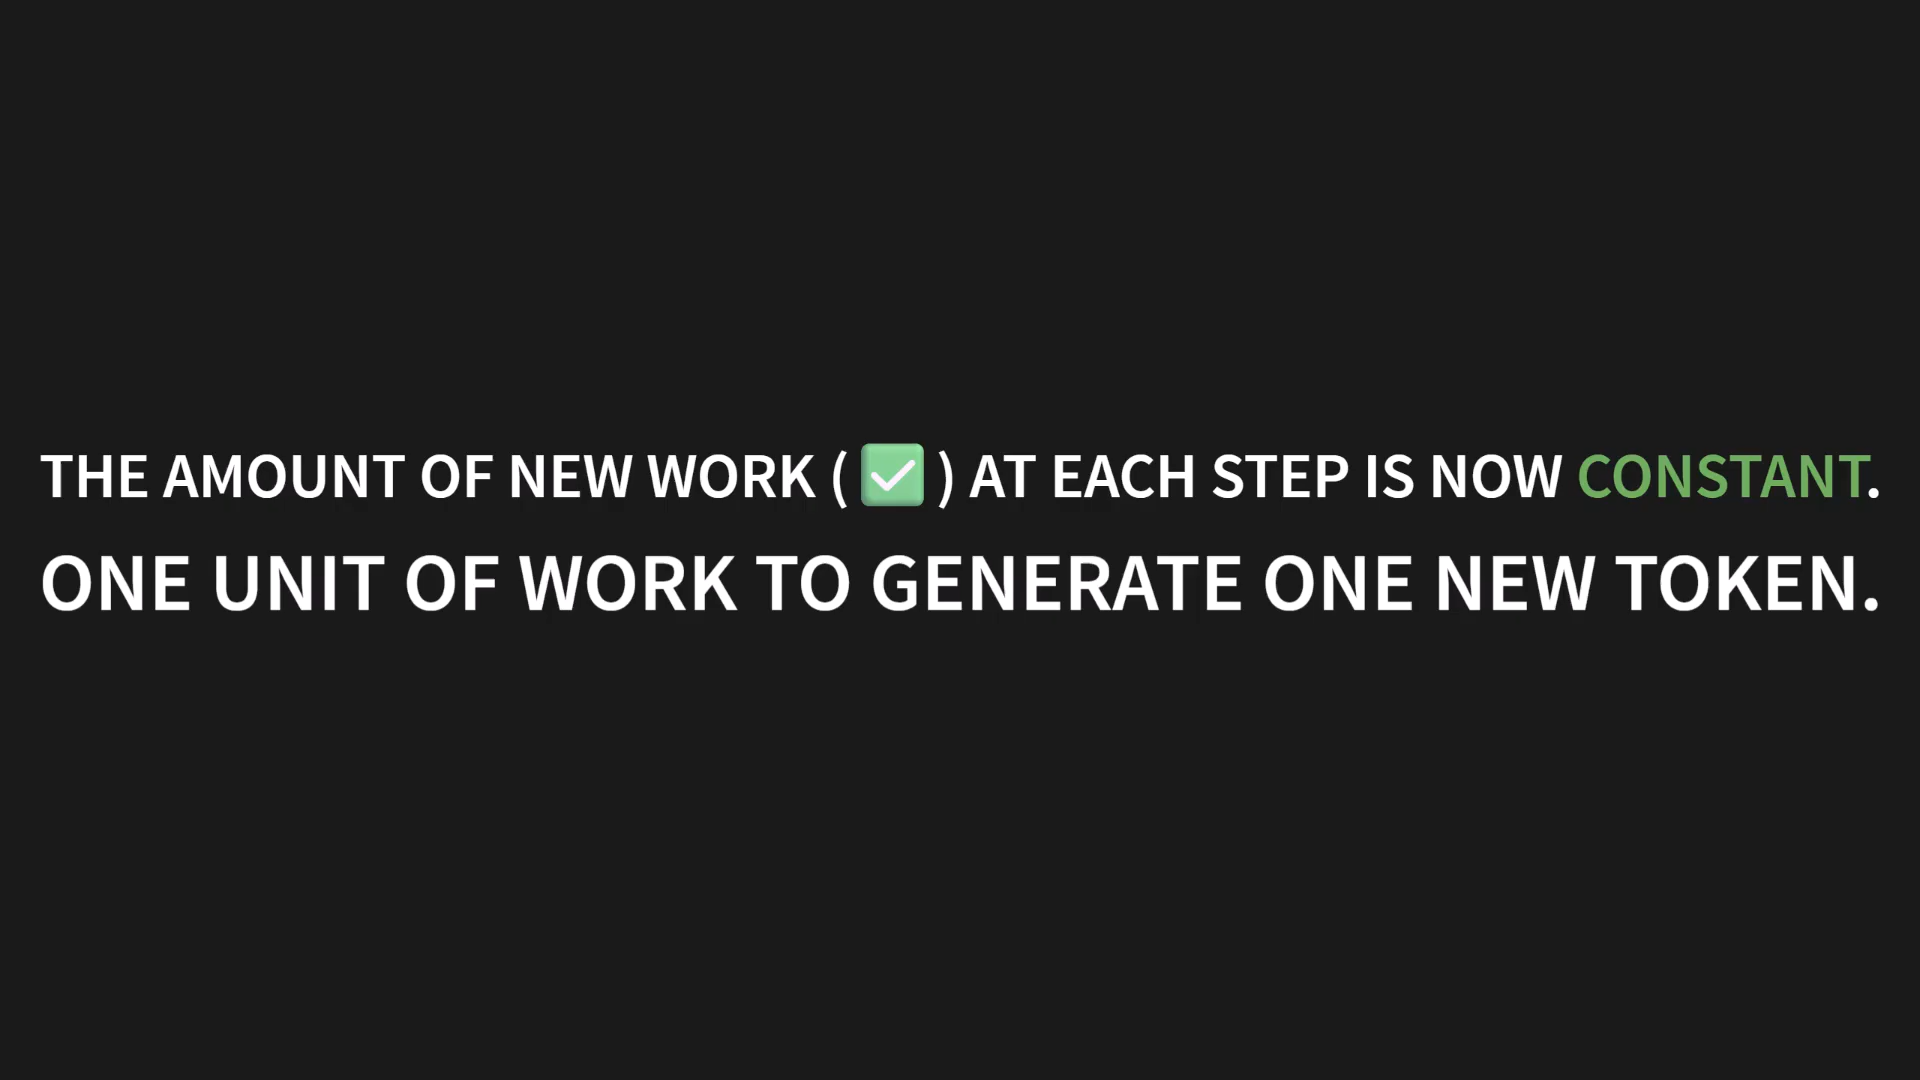 THE AMOUNT OF NEW WORK ( ✅ ) AT EACH STEP IS NOW CONSTANT.
ONE UNIT OF WORK TO GENERATE ONE NEW TOKEN.